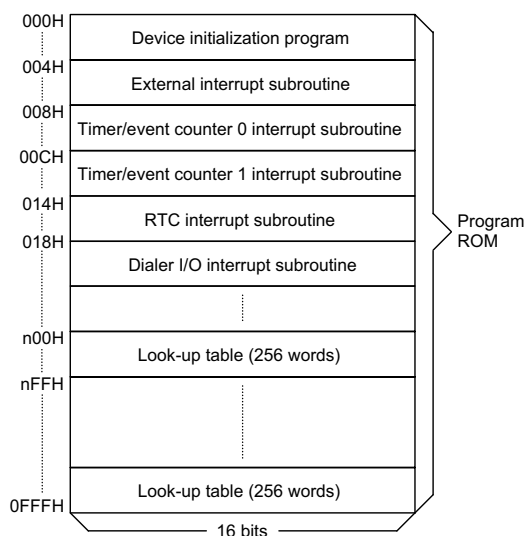 000H
Device initialization program
004H
External interrupt subroutine
008H
Timer/event counter 0 interrupt subroutine
00CH
Timer/event counter 1 interrupt subroutine
014H
RTC interrupt subroutine
018H
Dialer I/O interrupt subroutine
Program
ROM
n00H
Look-up table (256 words)
nFFH
Look-up table (256 words)
0FFFH
16 bits